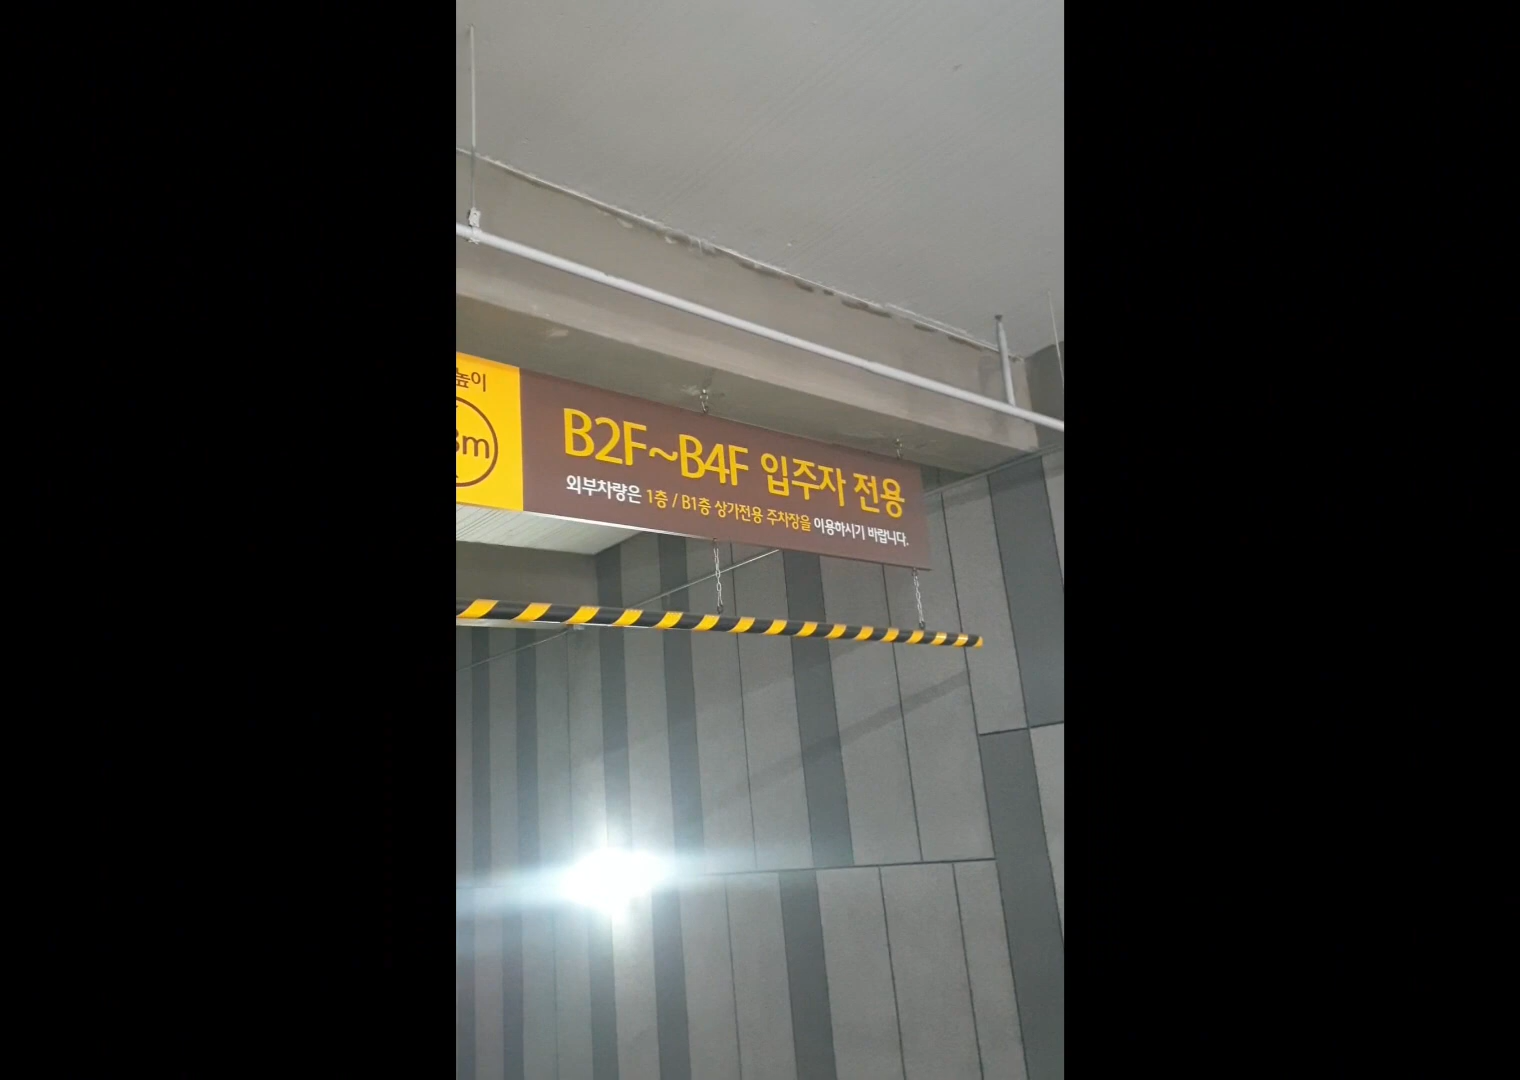 높이
m
B2F~B4F 입주자 전용
외부차량은 1층 / B1층 상가전용 주차장을 이용하시기 바랍니다.